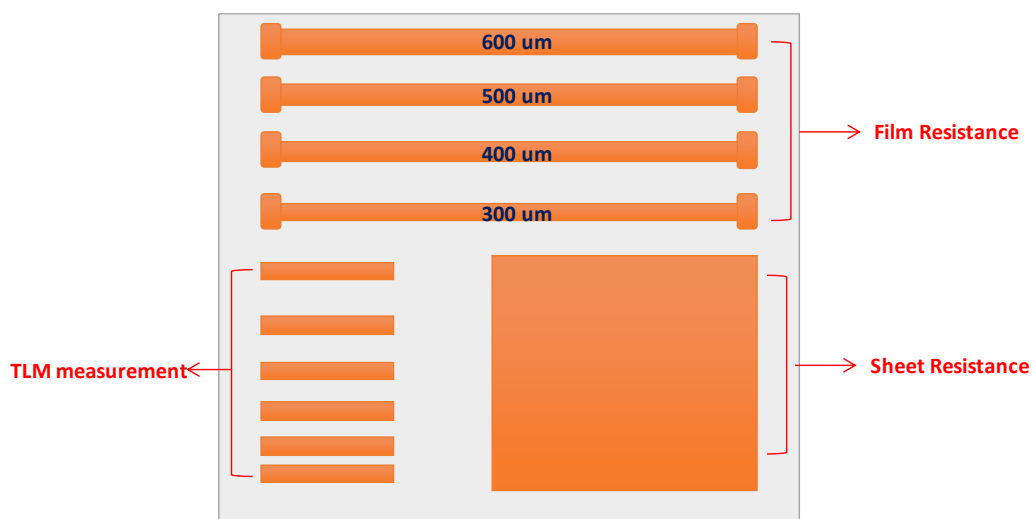 600 um
500 um
Film Resistance
400 um
300 um
TLM measurement
Sheet Resistance